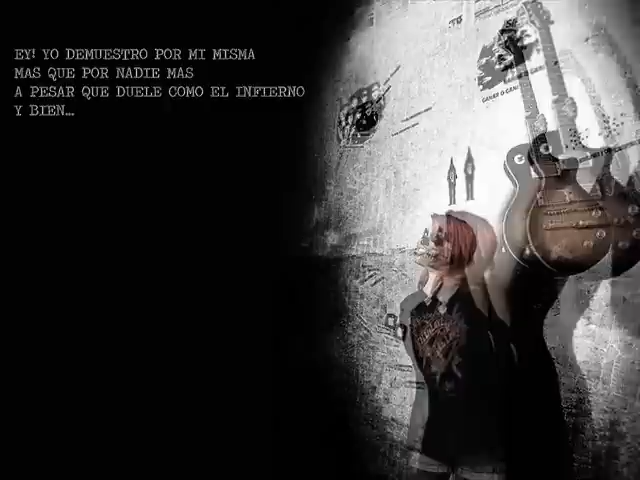 EY! YO DEMUESTRO POR MI MISMA
MAS QUE POR NADIE MAS
A PESAR QUE DUELE COMO EL INFIERNO
Y BIEN...